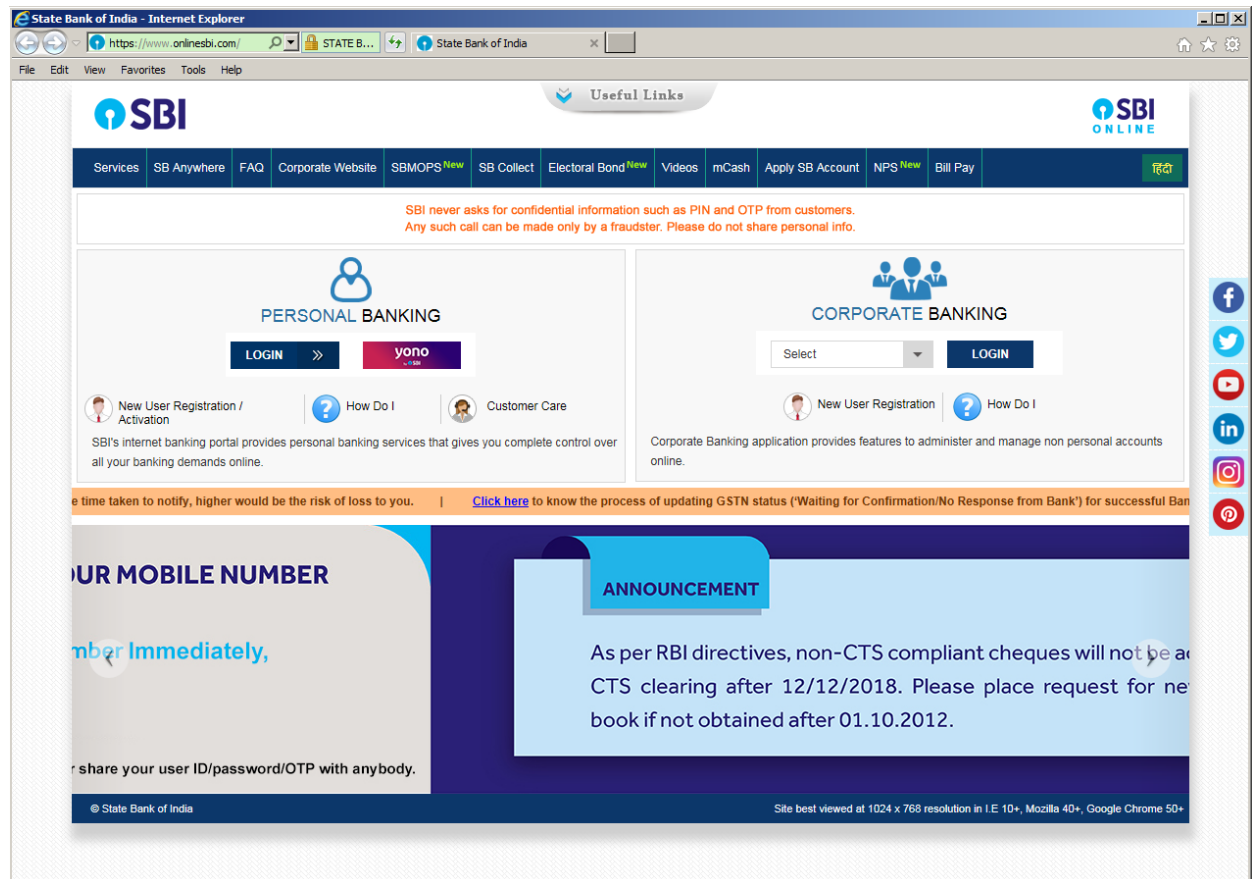 State Bank of India - Internet Explorer
https://www.onlinesbi.com/ STATE B... State Bank of India
File Edit View Favorites Tools Help
Useful Links
SBI
SBI
ONLINE
Services SB Anywhere FAQ Corporate Website SBMOPS New SB Collect Electoral Bond New Videos mCash Apply SB Account NPS New Bill Pay हिंदी
SBI never asks for confidential information such as PIN and OTP from customers.
Any such call can be made only by a fraudster. Please do not share personal info.
PERSONAL BANKING
LOGIN » yono
SBI
New User Registration /
Activation
How Do I
Customer Care
SBI's internet banking portal provides personal banking services that gives you complete control over
all your banking demands online.
CORPORATE BANKING
Select LOGIN
New User Registration How Do I
Corporate Banking application provides features to administer and manage non personal accounts
online.
e time taken to notify, higher would be the risk of loss to you. | Click here to know the process of updating GSTN status ('Waiting for Confirmation/No Response from Bank') for successful Ban
OUR MOBILE NUMBER
mber Immediately,
r share your user ID/password/OTP with anybody.
ANNOUNCEMENT
As per RBI directives, non-CTS compliant cheques will not be a
CTS clearing after 12/12/2018. Please place request for ne
book if not obtained after 01.10.2012.
© State Bank of India
Site best viewed at 1024 x 768 resolution in I.E 10+, Mozilla 40+, Google Chrome 50+